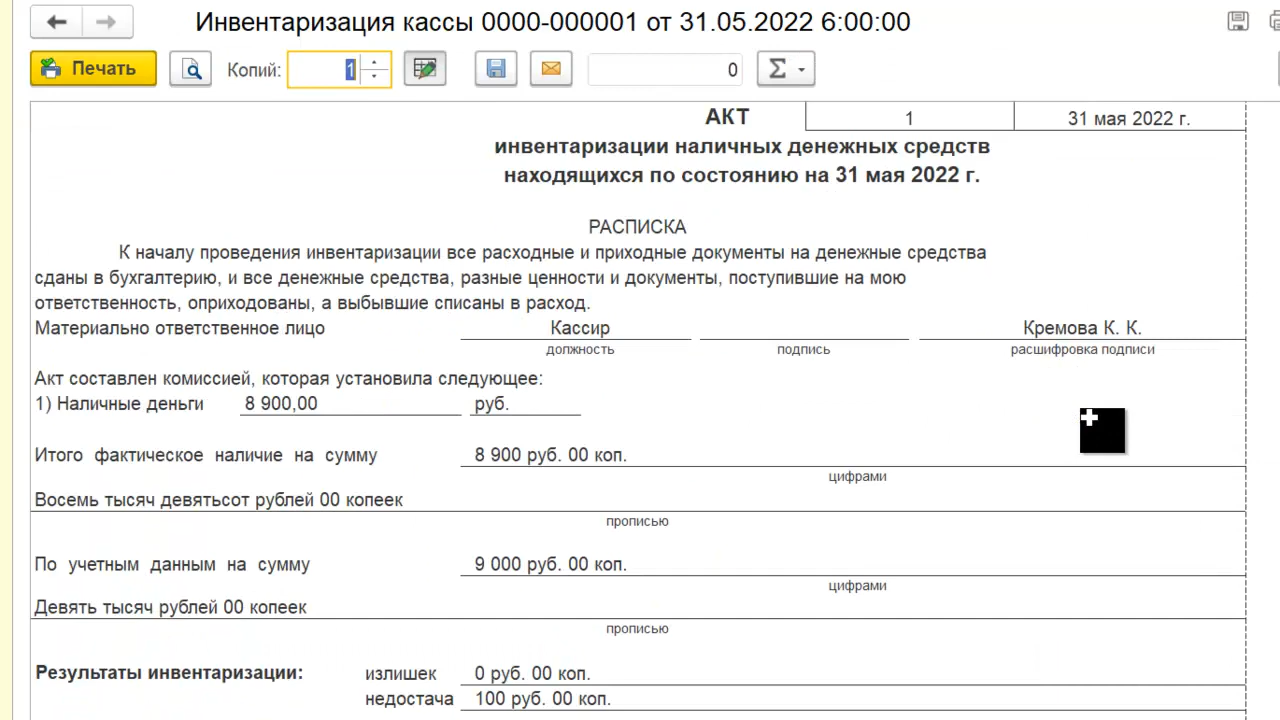 Инвентаризация кассы 0000-000001 от 31.05.2022 6:00:00
Печать Копий: 1 0 Σ
АКТ 1 31 мая 2022 г.
инвентаризации наличных денежных средств
находящихся по состоянию на 31 мая 2022 г.
РАСПИСКА
К началу проведения инвентаризации все расходные и приходные документы на денежные средства
сданы в бухгалтерию, и все денежные средства, разные ценности и документы, поступившие на мою
ответственность, оприходованы, а выбывшие списаны в расход.
Материально ответственное лицо Кассир Кремова К. К.
должность подпись расшифровка подписи
Акт составлен комиссией, которая установила следующее:
1) Наличные деньги 8 900,00 руб.
Итого фактическое наличие на сумму 8 900 руб. 00 коп.
цифрами
Восемь тысяч девятьсот рублей 00 копеек
прописью
По учетным данным на сумму 9 000 руб. 00 коп.
цифрами
Девять тысяч рублей 00 копеек
прописью
Результаты инвентаризации: излишек 0 руб. 00 коп.
недостача 100 руб. 00 коп.